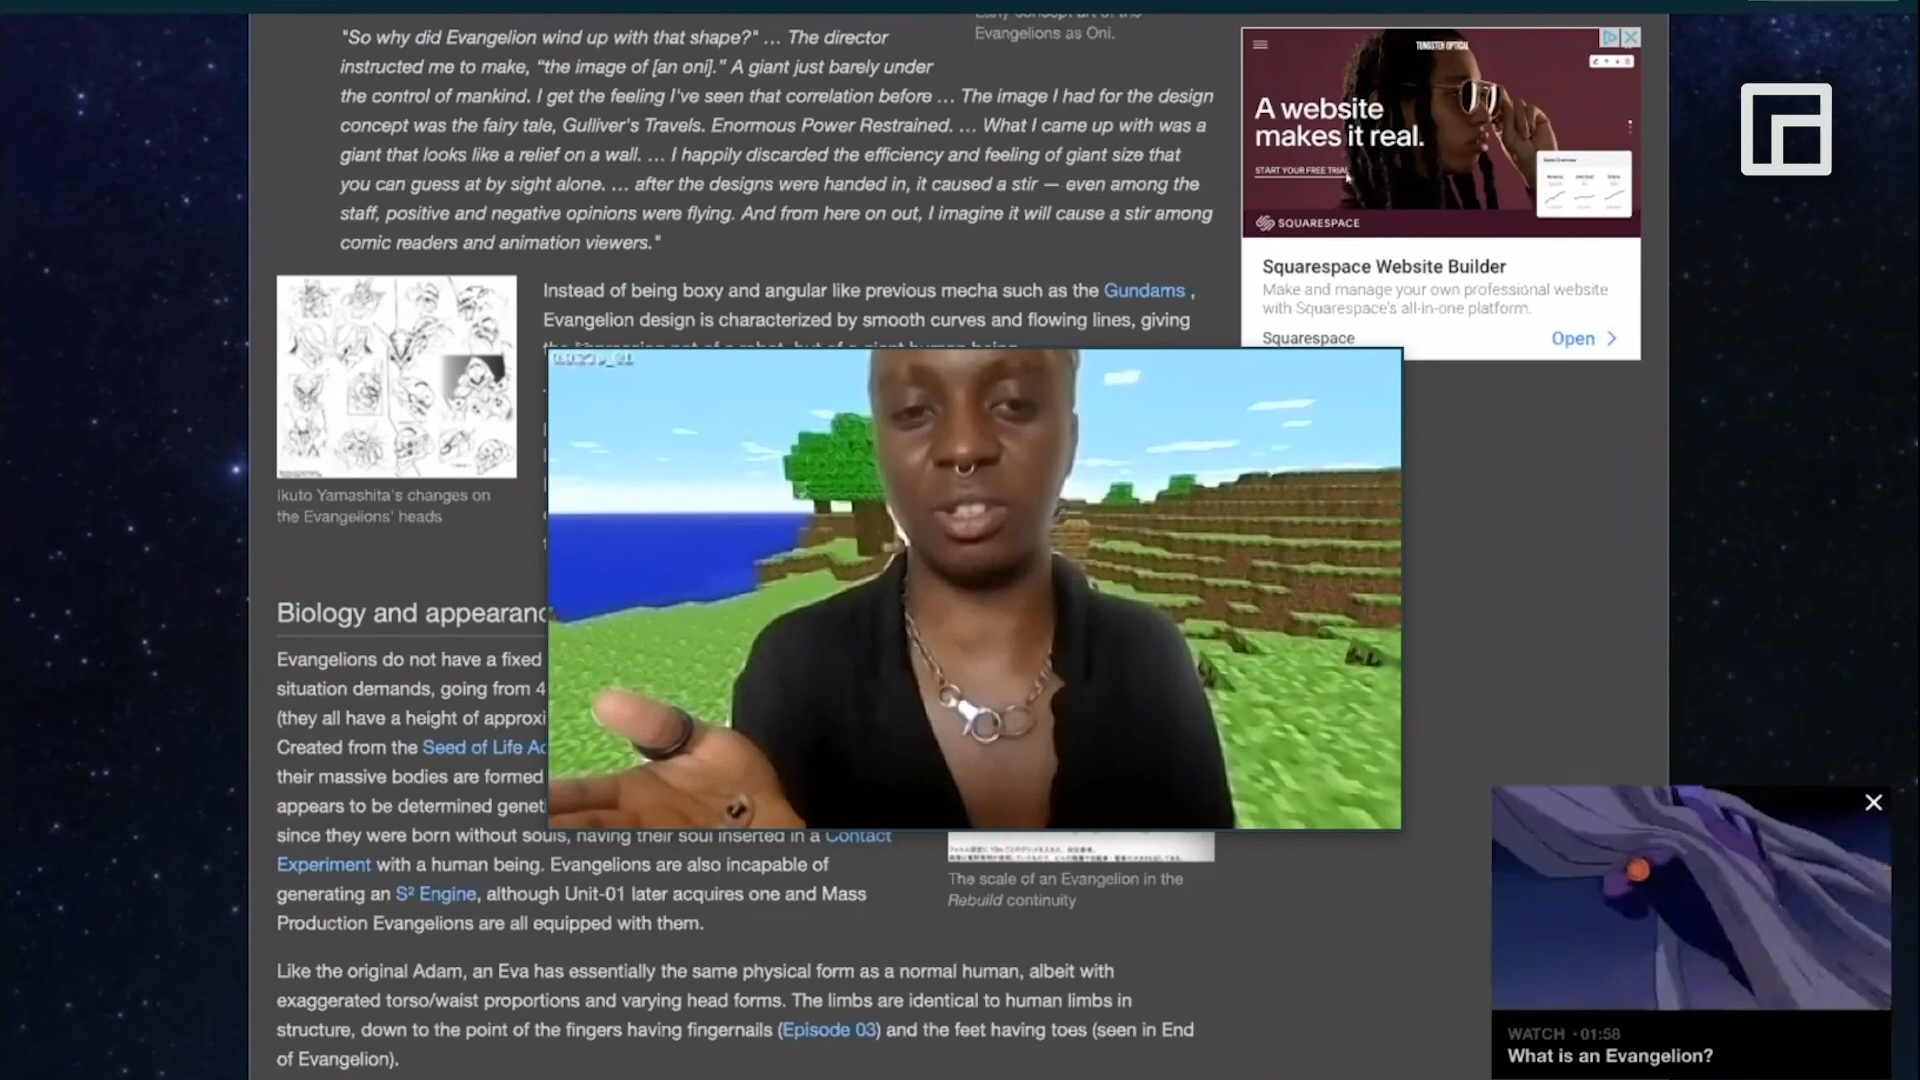 Evangelions as Oni.
"So why did Evangelion wind up with that shape?" … The director
instructed me to make, “the image of [an oni].” A giant just barely under
the control of mankind. I get the feeling I've seen that correlation before … The image I had for the design
concept was the fairy tale, Gulliver's Travels. Enormous Power Restrained. … What I came up with was a
giant that looks like a relief on a wall. … I happily discarded the efficiency and feeling of giant size that
you can guess at by sight alone. … after the designs were handed in, it caused a stir — even among the
staff, positive and negative opinions were flying. And from here on out, I imagine it will cause a stir among
comic readers and animation viewers."
Instead of being boxy and angular like previous mecha such as the Gundams ,
Evangelion design is characterized by smooth curves and flowing lines, giving
Ikuto Yamashita's changes on
the Evangelions' heads
Biology and appearanc
Evangelions do not have a fixed
situation demands, going from 4
(they all have a height of approxi
Created from the Seed of Life Ad
their massive bodies are formed
appears to be determined genet
since they were born without souls, having their soul inserted in a Contact
Experiment with a human being. Evangelions are also incapable of
generating an S² Engine, although Unit-01 later acquires one and Mass
Production Evangelions are all equipped with them.
The scale of an Evangelion in the
Rebuild continuity
Like the original Adam, an Eva has essentially the same physical form as a normal human, albeit with
exaggerated torso/waist proportions and varying head forms. The limbs are identical to human limbs in
structure, down to the point of the fingers having fingernails (Episode 03) and the feet having toes (seen in End
of Evangelion).
TUNGSTEN OPTICAL
A website
makes it real.
START YOUR FREE TRIAL
SQUARESPACE
Squarespace Website Builder
Make and manage your own professional website
with Squarespace's all-in-one platform.
Squarespace
Open
WATCH · 01:58
What is an Evangelion?